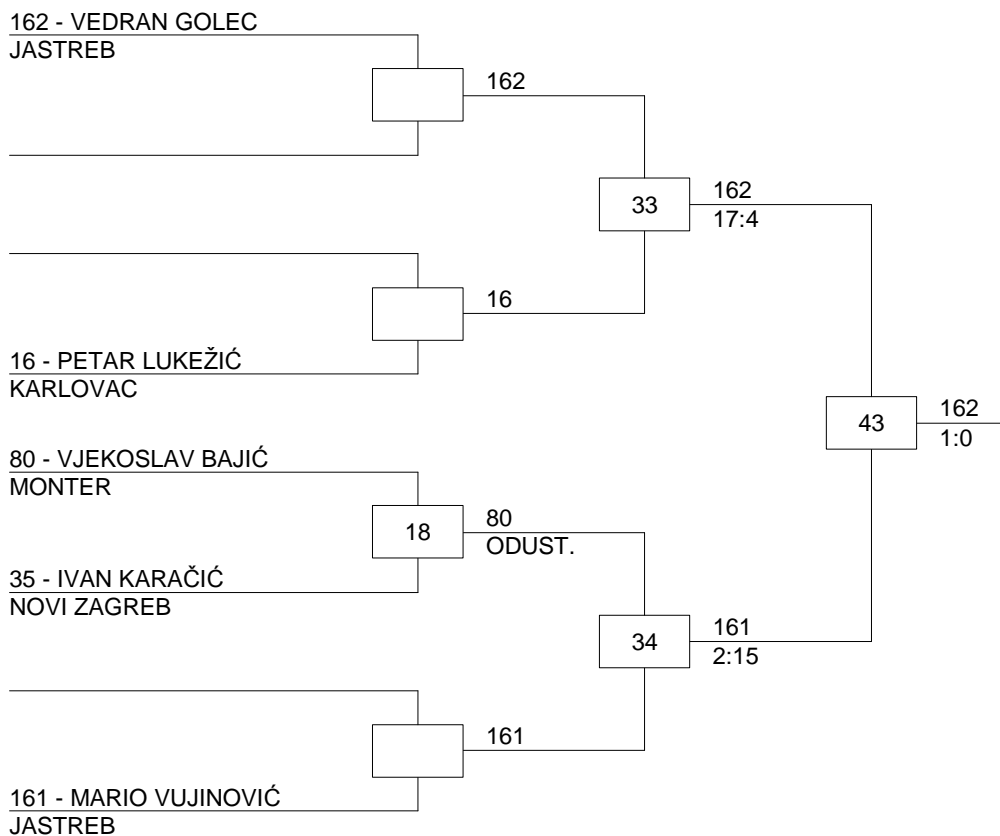 162 - VEDRAN GOLEC
JASTREB
162
33
162
17:4
16
16 - PETAR LUKEŽIĆ
KARLOVAC
43
162
1:0
80 - VJEKOSLAV BAJIĆ
MONTER
18
80
ODUST.
35 - IVAN KARAČIĆ
NOVI ZAGREB
34
161
2:15
161
161 - MARIO VUJINOVIĆ
JASTREB